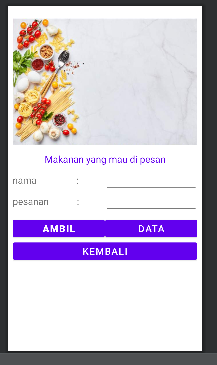 Makanan yang mau di pesan
nama :
pesanan :
AMBIL DATA
KEMBALI